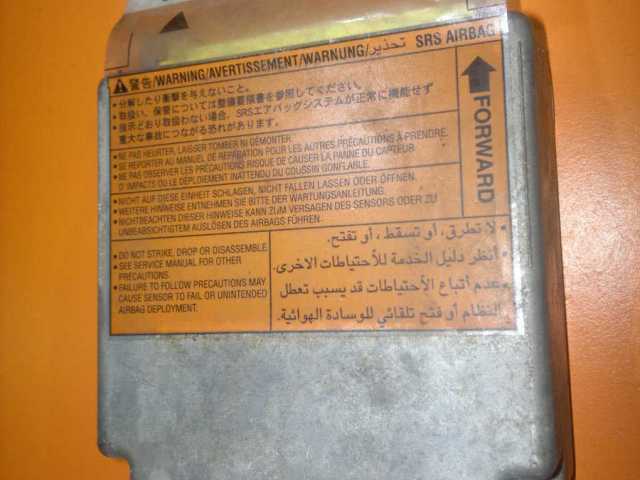 警告/WARNING/AVERTISSEMENT/WARNUNG/تحذير SRS AIRBAG
• 分解したり衝撃を与えないこと。
• 取扱い、保管については整備要領書を参照してください。
• 指示どおり取扱わない場合、SRSエアバッグシステムが正常に機能せず
重大な事故につながる恐れがあります。
FORWARD
• NE PAS HEURTER, LAISSER TOMBER NI DÉMONTER.
• SE REPORTER AU MANUEL DE RÉPARATION POUR LES AUTRES PRÉCAUTIONS À PRENDRE.
• NE PAS OBSERVER LES PRÉCAUTIONS RISQUE DE CAUSER LA PANNE DU CAPTEUR
D'IMPACTS OU LE DÉPLOIEMENT INATTENDU DU COUSSIN GONFLABLE.
• NICHT AUF DIESE EINHEIT SCHLAGEN, NICHT FALLEN LASSEN ODER ÖFFNEN.
• WEITERE HINWEISE ENTNEHMEN SIE BITTE DER WARTUNGSANLEITUNG.
• NICHTBEACHTEN DIESER HINWEISE KANN ZUM VERSAGEN DES SENSORS ODER ZU
UNBEABSICHTIGTEM AUSLÖSEN DES AIRBAGS FÜHREN.
• DO NOT STRIKE, DROP OR DISASSEMBLE.
• SEE SERVICE MANUAL FOR OTHER
PRECAUTIONS.
• FAILURE TO FOLLOW PRECAUTIONS MAY
CAUSE SENSOR TO FAIL OR UNINTENDED
AIRBAG DEPLOYMENT.
• لا تطرق، أو تسقط، أو تفتح.
• أنظر دليل الخدمة للأحتياطات الاخرى.
• عدم أتباع الأحتياطات قد يسبب تعطل
النظام أو فتح تلقائي للوسادة الهوائية.